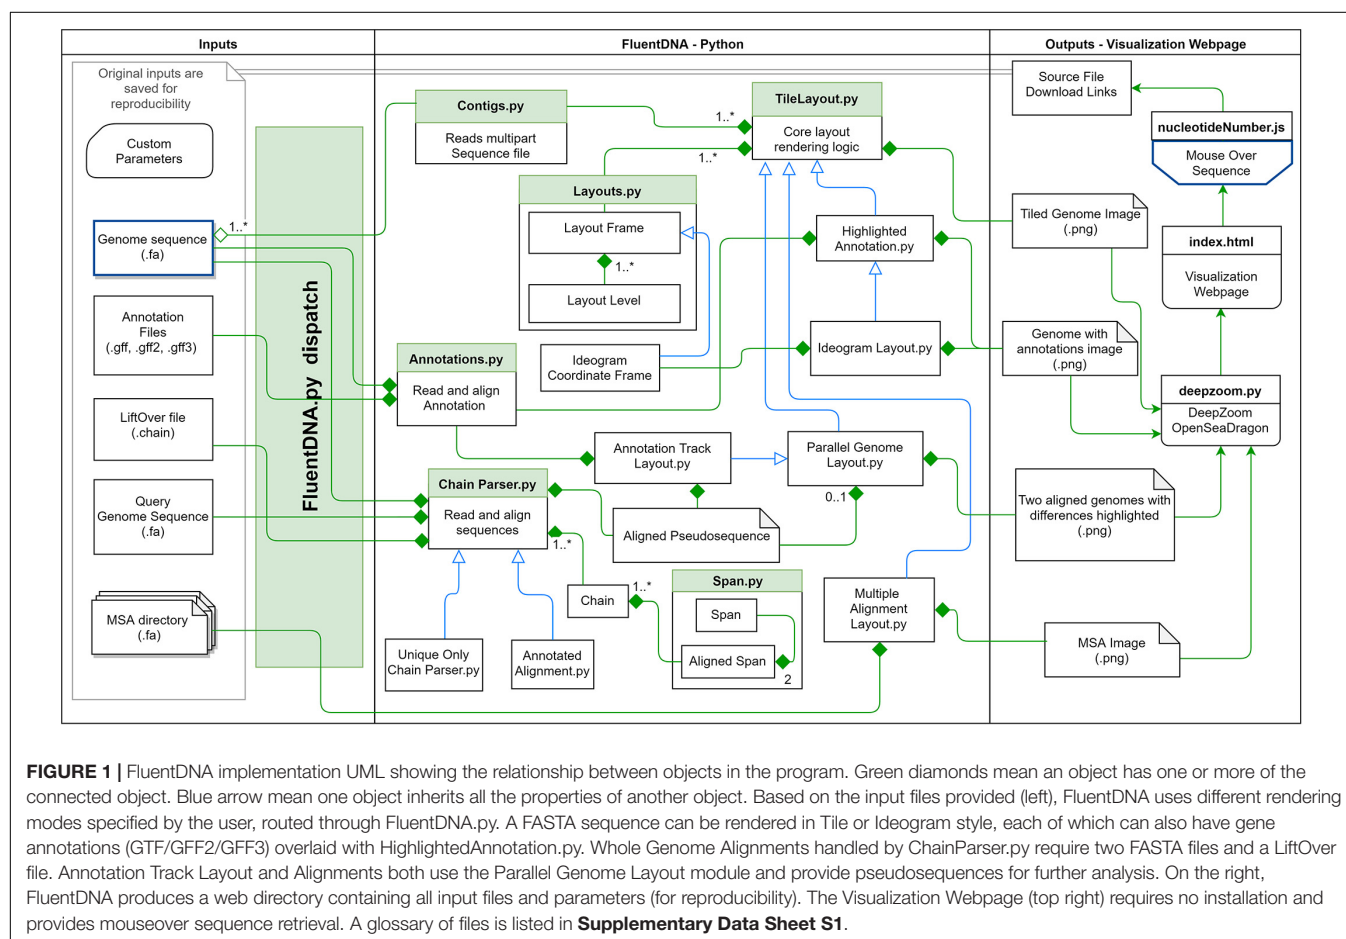 Inputs
FluentDNA - Python
Outputs - Visualization Webpage
Original inputs are
saved for
reproducibility
Custom
Parameters
Genome sequence
(.fa)
1..*
Annotation
Files
(.gff, .gff2, .gff3)
LiftOver file
(.chain)
Query
Genome Sequence
(.fa)
MSA directory
(.fa)
FluentDNA.py dispatch
Contigs.py
Reads multipart
Sequence file
1..*
TileLayout.py
Core layout
rendering logic
1..*
Layouts.py
Layout Frame
1..*
Layout Level
Highlighted
Annotation.py
Ideogram
Coordinate Frame
Ideogram Layout.py
Annotations.py
Read and align
Annotation
Annotation Track
Layout.py
Parallel Genome
Layout.py
0..1
Chain Parser.py
Read and align
sequences
1..*
Aligned Pseudosequence
Chain
1..*
Span.py
Span
Aligned Span
2
Multiple
Alignment
Layout.py
Unique Only
Chain Parser.py
Annotated
Alignment.py
Source File
Download Links
nucleotideNumber.js
Mouse Over
Sequence
Tiled Genome Image
(.png)
index.html
Visualization
Webpage
Genome with
annotations image
(.png)
deepzoom.py
DeepZoom
OpenSeaDragon
Two aligned genomes with
differences highlighted
(.png)
MSA Image
(.png)
FIGURE 1 | FluentDNA implementation UML showing the relationship between objects in the program. Green diamonds mean an object has one or more of the
connected object. Blue arrow mean one object inherits all the properties of another object. Based on the input files provided (left), FluentDNA uses different rendering
modes specified by the user, routed through FluentDNA.py. A FASTA sequence can be rendered in Tile or Ideogram style, each of which can also have gene
annotations (GTF/GFF2/GFF3) overlaid with HighlightedAnnotation.py. Whole Genome Alignments handled by ChainParser.py require two FASTA files and a LiftOver
file. Annotation Track Layout and Alignments both use the Parallel Genome Layout module and provide pseudosequences for further analysis. On the right,
FluentDNA produces a web directory containing all input files and parameters (for reproducibility). The Visualization Webpage (top right) requires no installation and
provides mouseover sequence retrieval. A glossary of files is listed in Supplementary Data Sheet S1.